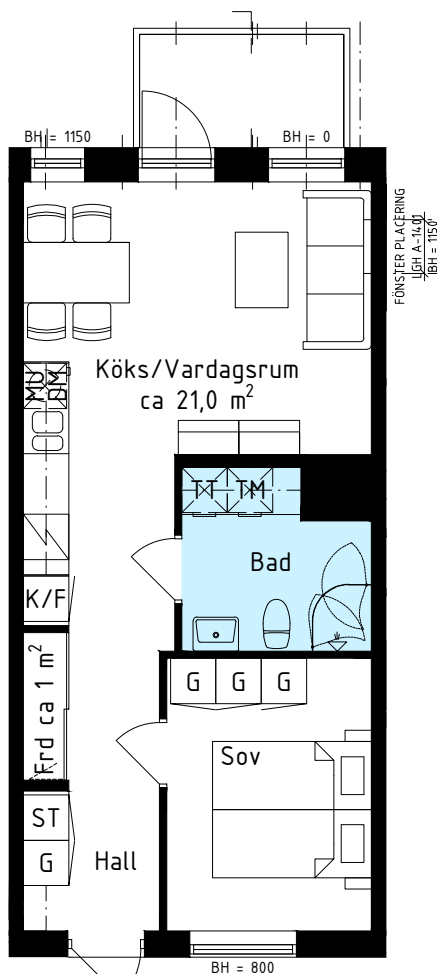 BH = 1150
BH = 0
FÖNSTER PLACERING
LGH A-1401
BH = 1150
Köks/Vardagsrum
ca 21,0 m²
MU
DM
TT
TM
Bad
K/F
G
G
G
Frd ca 1 m²
Sov
ST
G
Hall
BH = 800